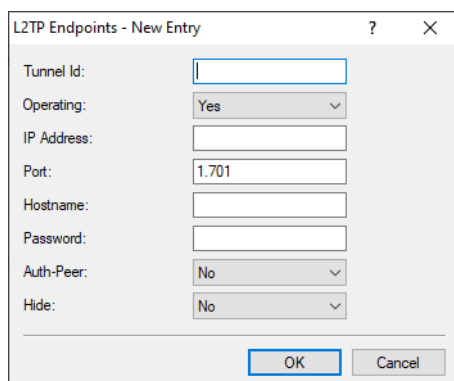 L2TP Endpoints - New Entry ?
Tunnel Id:
Operating: Yes
IP Address:
Port: 1.701
Hostname:
Password:
Auth-Peer: No
Hide: No
OK Cancel